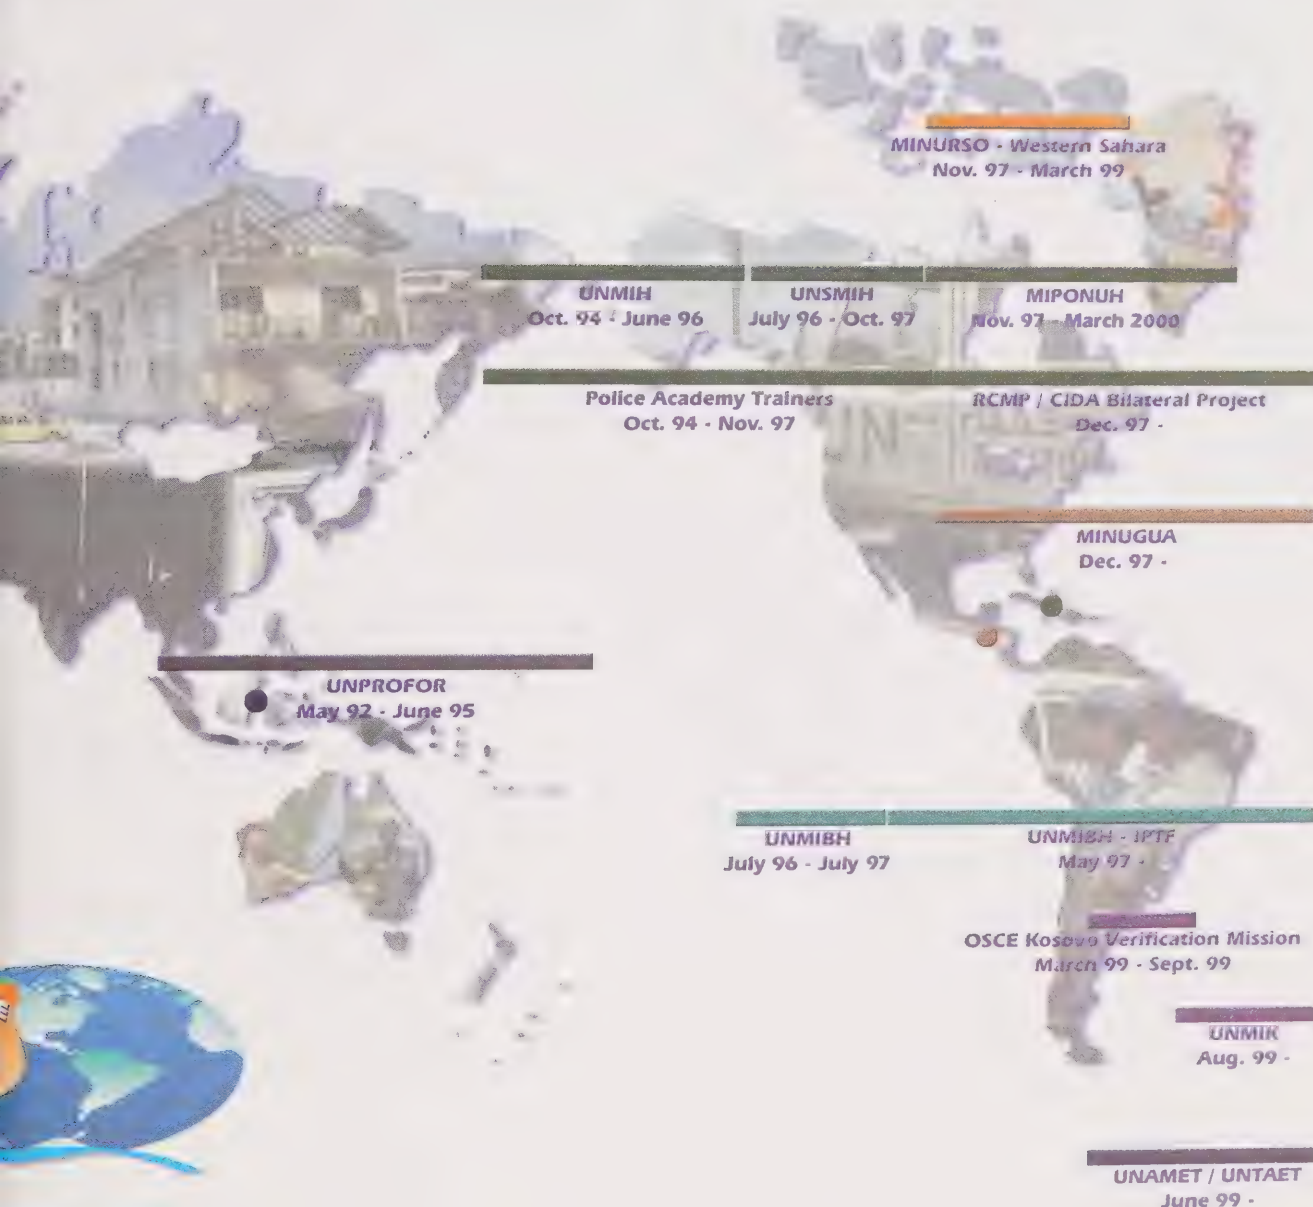 MINURSO - Western Sahara
Nov. 97 - March 99
UNMIH
Oct. 94 - June 96
UNSMIH
July 96 - Oct. 97
MIPONUH
Nov. 97 - March 2000
Police Academy Trainers
Oct. 94 - Nov. 97
RCMP / CIDA Bilateral Project
Dec. 97 -
UN
MINUGUA
Dec. 97 -
UNPROFOR
May 92 - June 95
UNMIBH
July 96 - July 97
UNMIBH - IPTF
May 97 -
OSCE Kosovo Verification Mission
March 99 - Sept. 99
UNMIK
Aug. 99 -
UNAMET / UNTAET
June 99 -